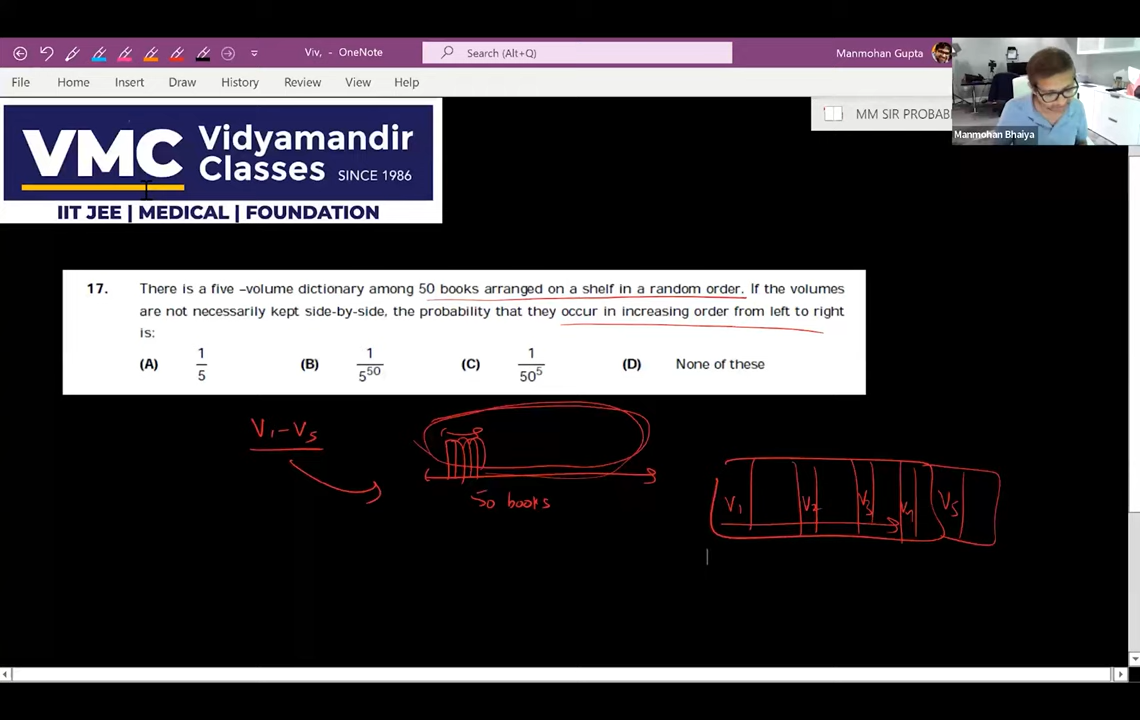 Viv, - OneNote
Search (Alt+Q)
Manmohan Gupta
File Home Insert Draw History Review View Help
VMC Vidyamandir Classes SINCE 1986
IIT JEE | MEDICAL | FOUNDATION
MM SIR PROBAB
Manmohan Bhaiya
17. There is a five –volume dictionary among 50 books arranged on a shelf in a random order. If the volumes
are not necessarily kept side-by-side, the probability that they occur in increasing order from left to right
is:
(A) 1/5 (B) 1/5^50 (C) 1/50^5 (D) None of these
V1 – V5
50 books
V1 V2 V3 V4 V5